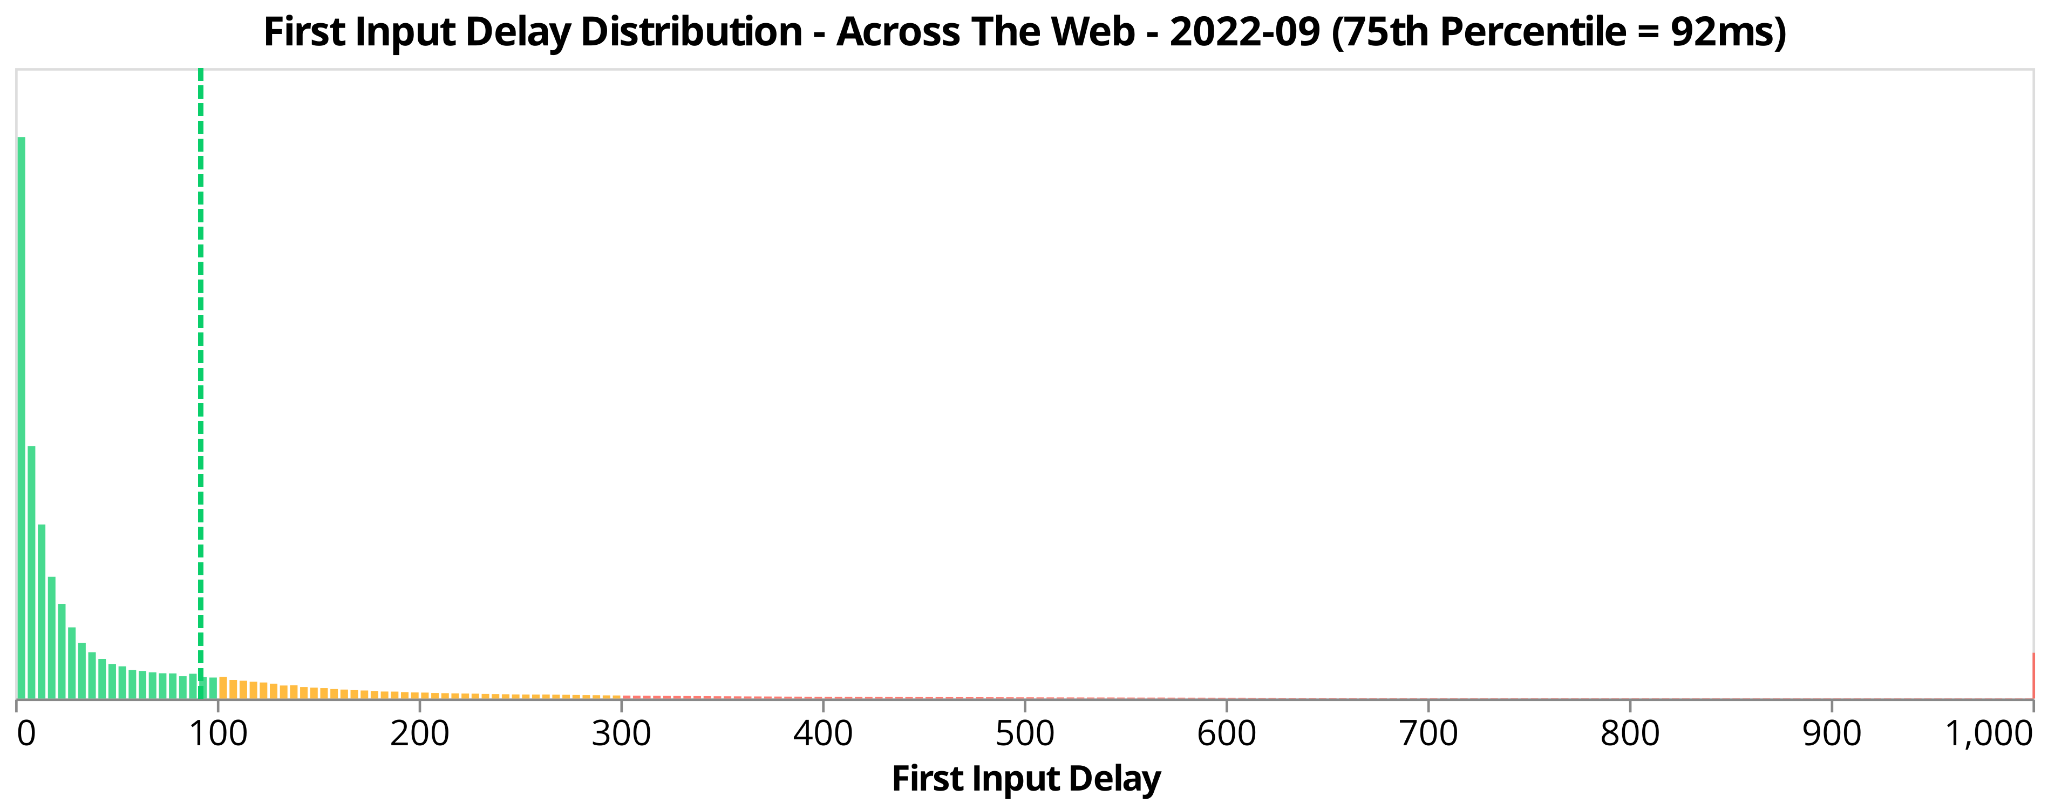 First Input Delay Distribution - Across The Web - 2022-09 (75th Percentile = 92ms)
0 100 200 300 400 500 600 700 800 900 1,000
First Input Delay